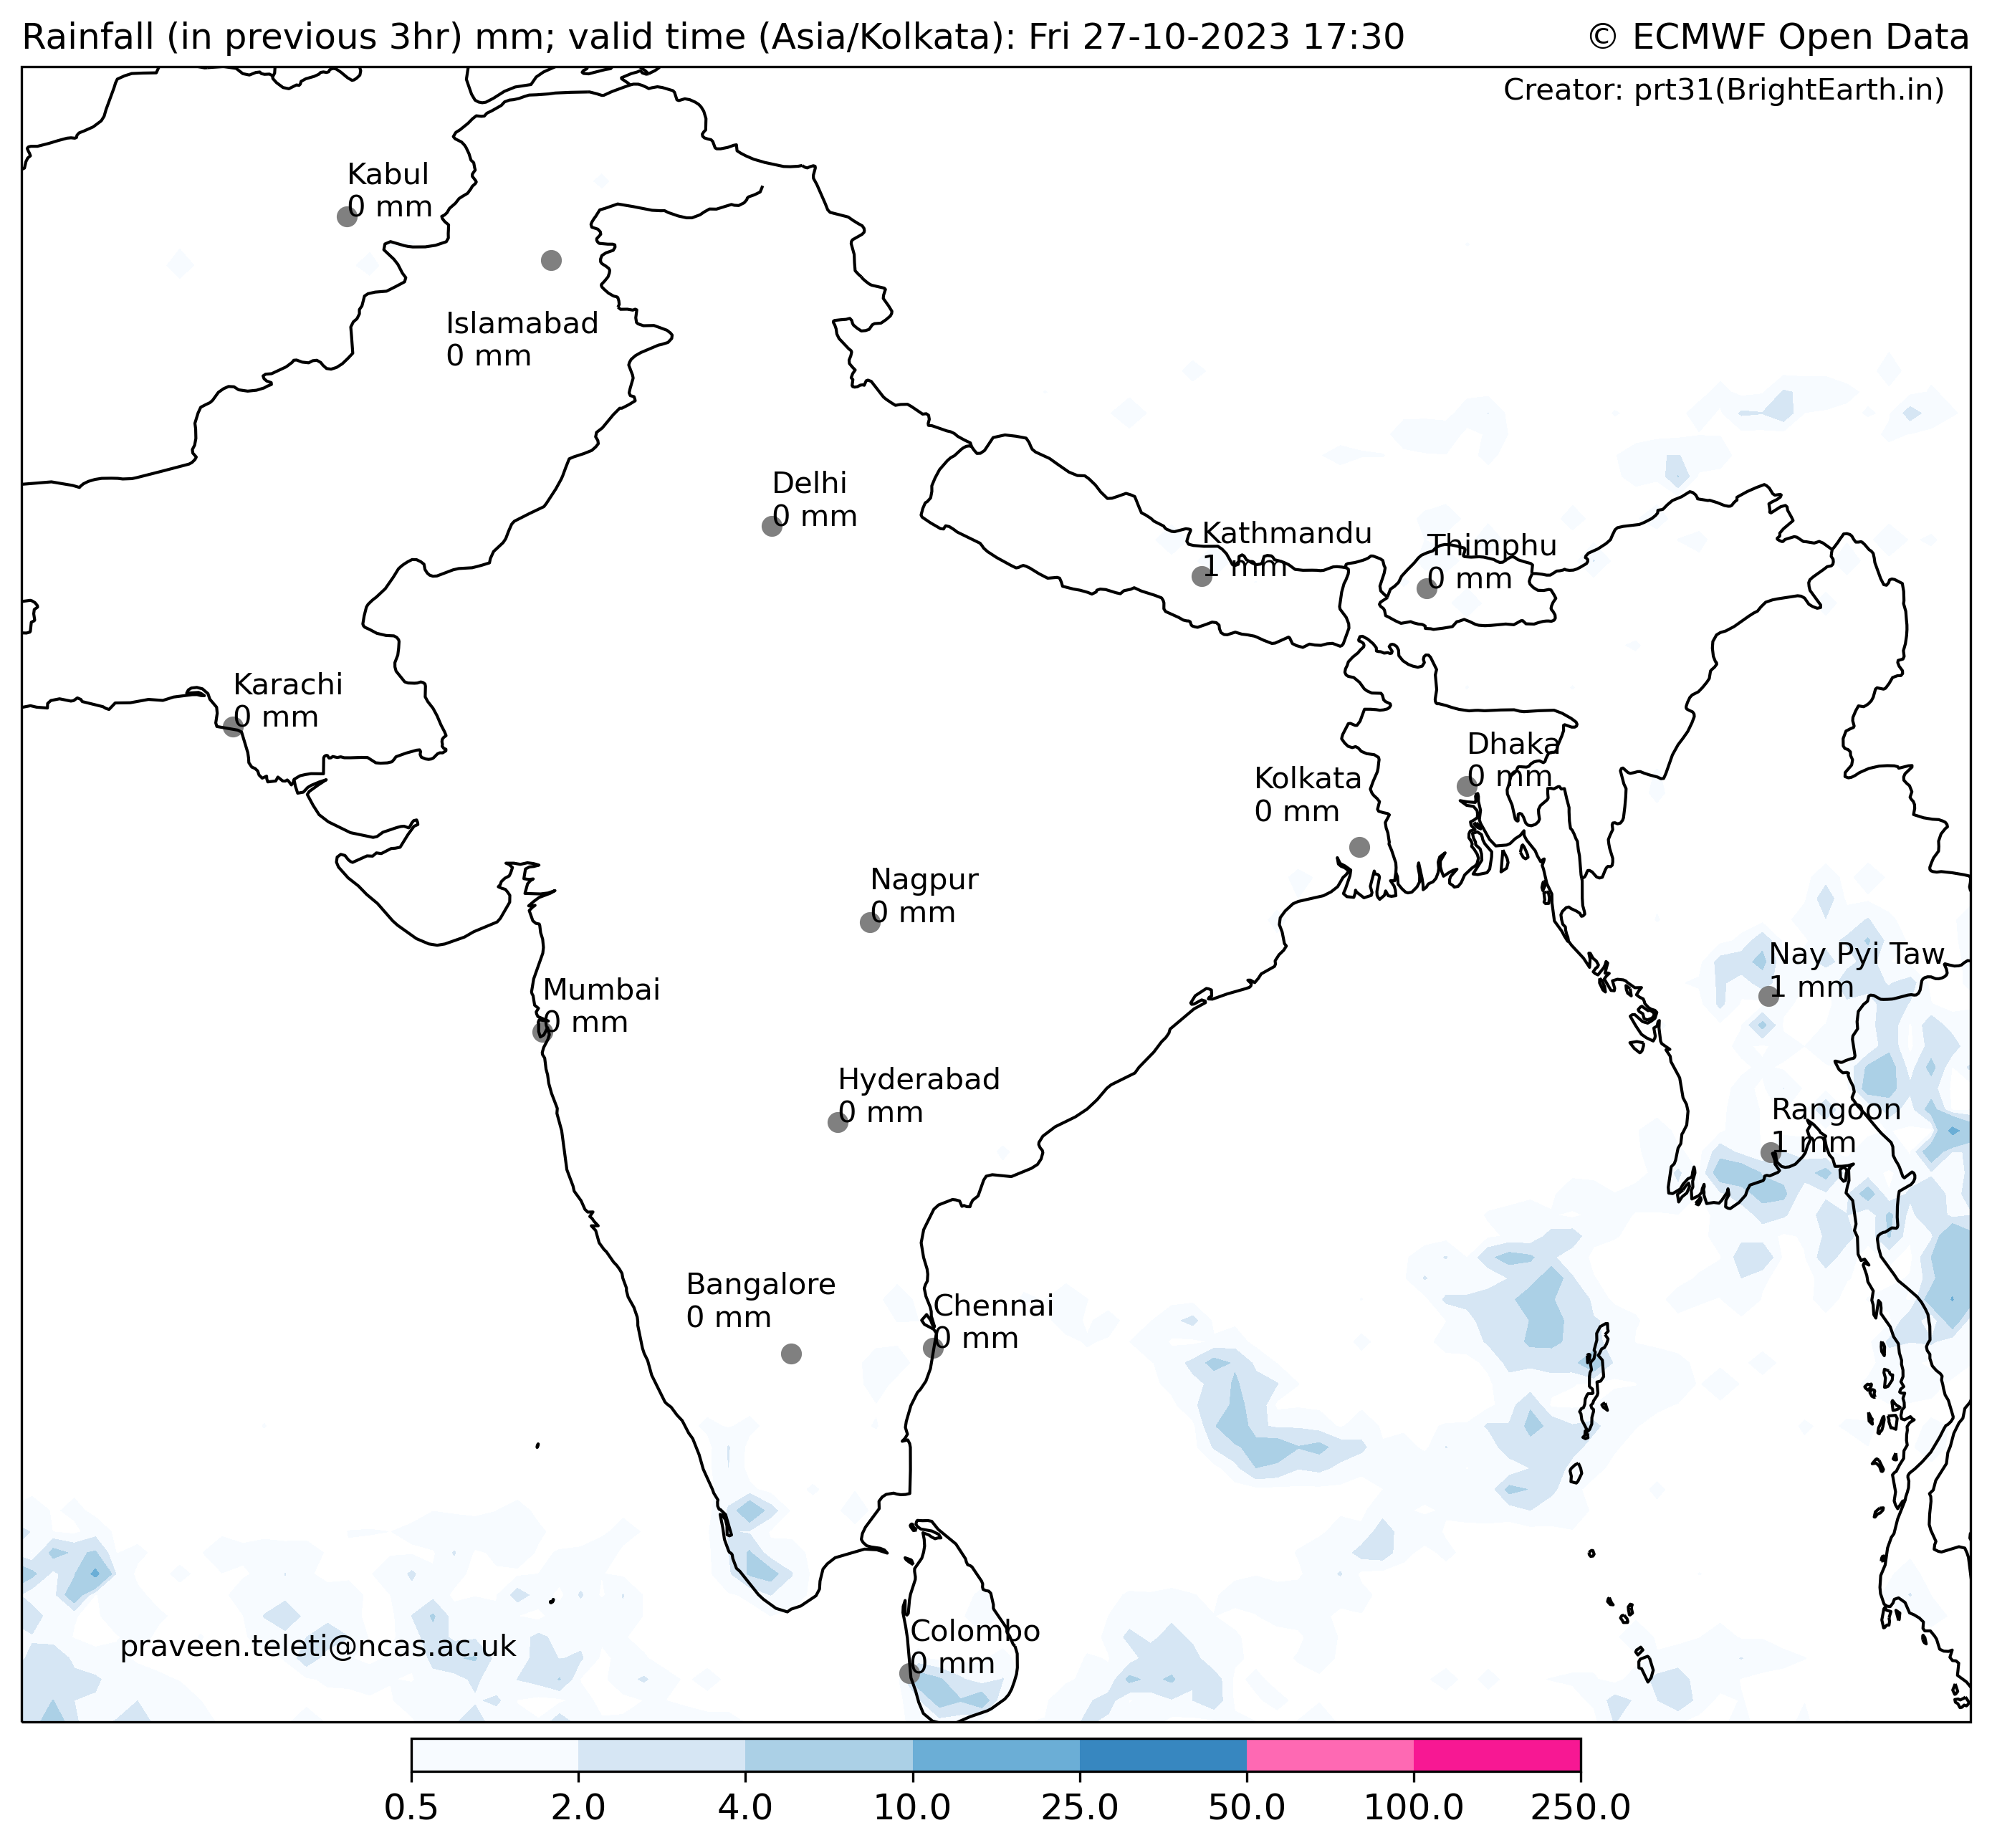 Rainfall (in previous 3hr) mm; valid time (Asia/Kolkata): Fri 27-10-2023 17:30
© ECMWF Open Data
Creator: prt31(BrightEarth.in)
Kabul
0 mm
Islamabad
0 mm
Delhi
0 mm
Kathmandu
1 mm
Thimphu
0 mm
Karachi
0 mm
Dhaka
0 mm
Kolkata
0 mm
Nagpur
0 mm
Nay Pyi Taw
1 mm
Mumbai
0 mm
Hyderabad
0 mm
Rangoon
1 mm
Bangalore
0 mm
Chennai
0 mm
Colombo
0 mm
praveen.teleti@ncas.ac.uk
0.5 2.0 4.0 10.0 25.0 50.0 100.0 250.0